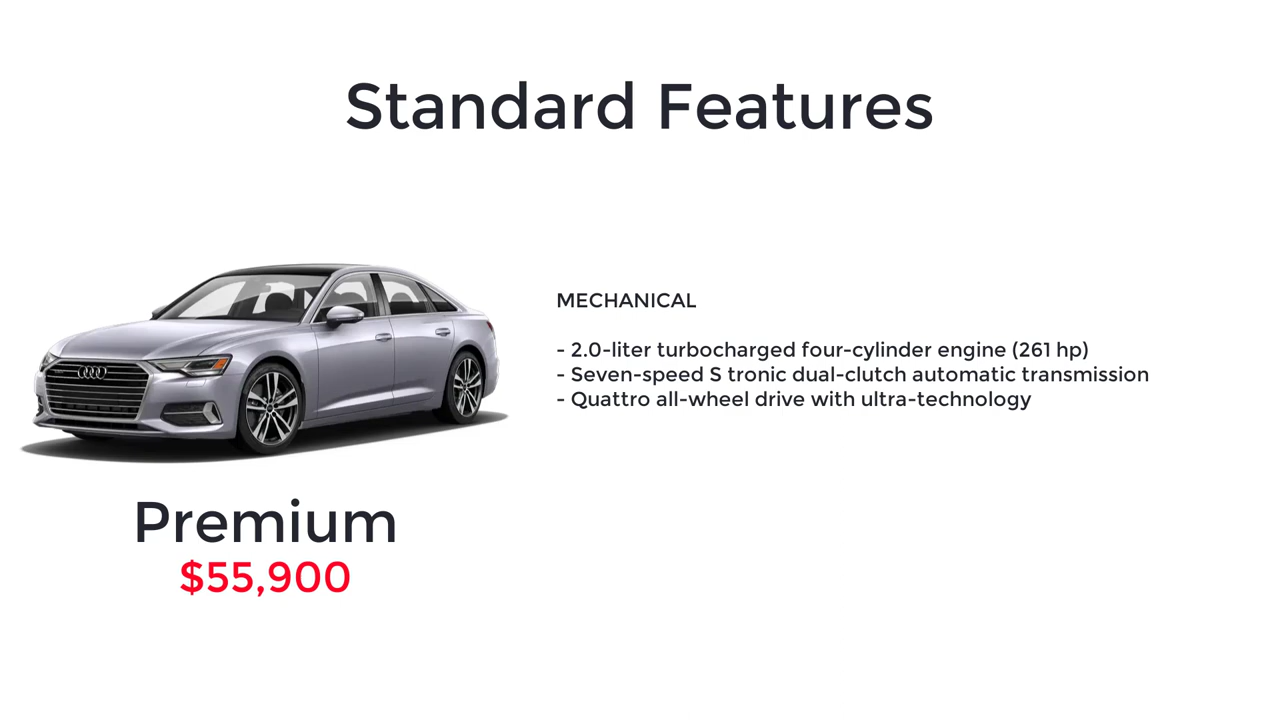 Standard Features
MECHANICAL
- 2.0-liter turbocharged four-cylinder engine (261 hp)
- Seven-speed S tronic dual-clutch automatic transmission
- Quattro all-wheel drive with ultra-technology
Premium
$55,900